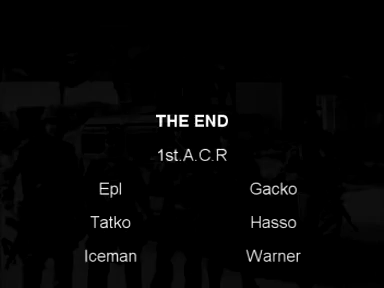 THE END
1st.A.C.R
Epl Gacko
Tatko Hasso
Iceman Warner